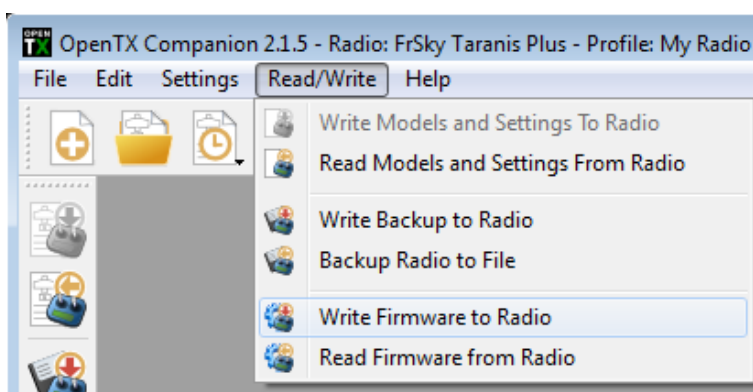 OPEN TX OpenTX Companion 2.1.5 - Radio: FrSky Taranis Plus - Profile: My Radio
File Edit Settings Read/Write Help
Write Models and Settings To Radio
Read Models and Settings From Radio
Write Backup to Radio
Backup Radio to File
Write Firmware to Radio
Read Firmware from Radio